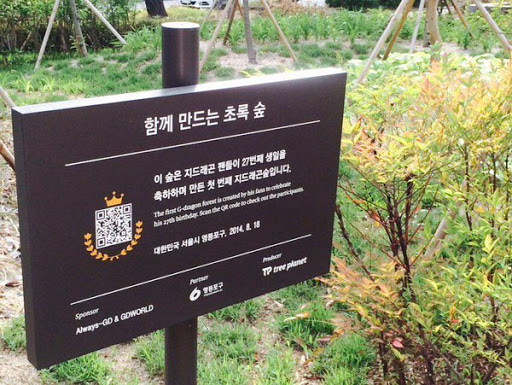 함께 만드는 초록 숲
이 숲은 지드래곤 팬들이 27번째 생일을
축하하며 만든 첫 번째 지드래곤숲입니다.
The first G-dragon forest is created by his fans to celebrate
his 27th birthday. Scan the QR code to check out the participants.
대한민국 서울시 영등포구, 2014. 8. 18
Sponsor
Always-GD & GDWORLD
Partner
영등포구
Producer
TP tree planet